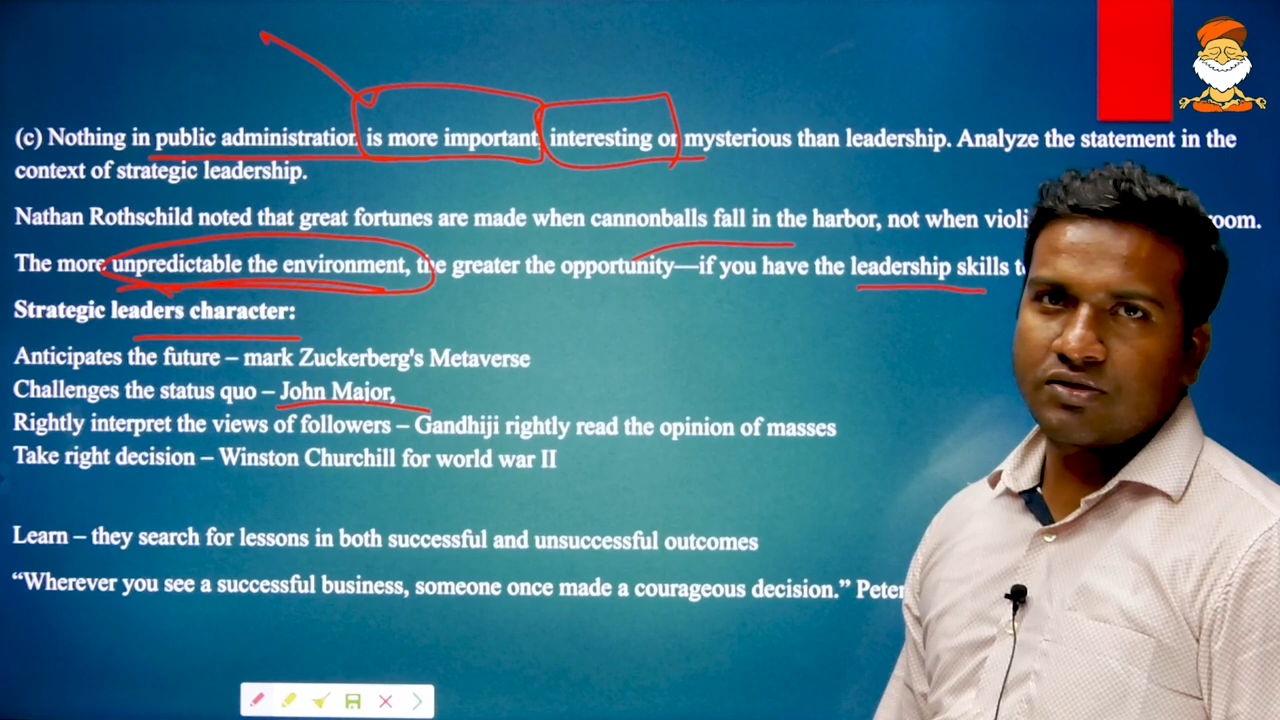 (c) Nothing in public administration is more important, interesting or mysterious than leadership. Analyze the statement in the
context of strategic leadership.
Nathan Rothschild noted that great fortunes are made when cannonballs fall in the harbor, not when room.
The more unpredictable the environment, the greater the opportunity—if you have the leadership skills
Strategic leaders character:
Anticipates the future – mark Zuckerberg's Metaverse
Challenges the status quo – John Major,
Rightly interpret the views of followers – Gandhiji rightly read the opinion of masses
Take right decision – Winston Churchill for world war II
Learn – they search for lessons in both successful and unsuccessful outcomes
“Wherever you see a successful business, someone once made a courageous decision.” Peter